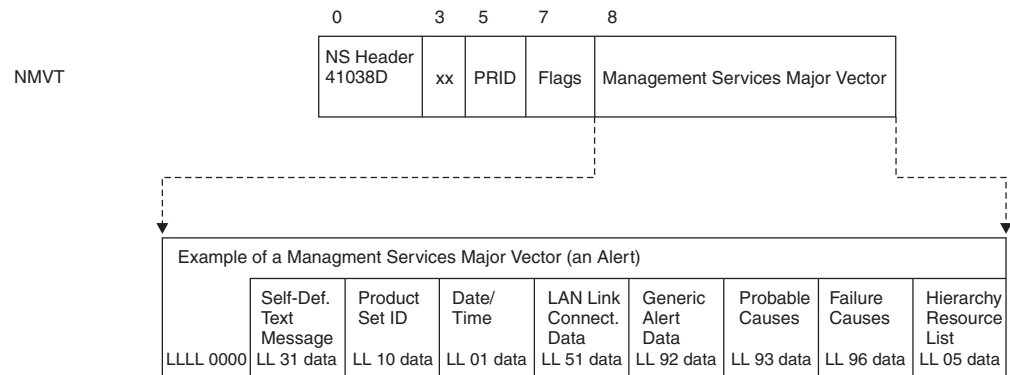 0 3 5 7 8
NMVT
NS Header
41038D
xx
PRID
Flags
Management Services Major Vector
Example of a Managment Services Major Vector (an Alert)
LLLL 0000
Self-Def.
Text
Message
LL 31 data
Product
Set ID
LL 10 data
Date/
Time
LL 01 data
LAN Link
Connect.
Data
LL 51 data
Generic
Alert
Data
LL 92 data
Probable
Causes
LL 93 data
Failure
Causes
LL 96 data
Hierarchy
Resource
List
LL 05 data